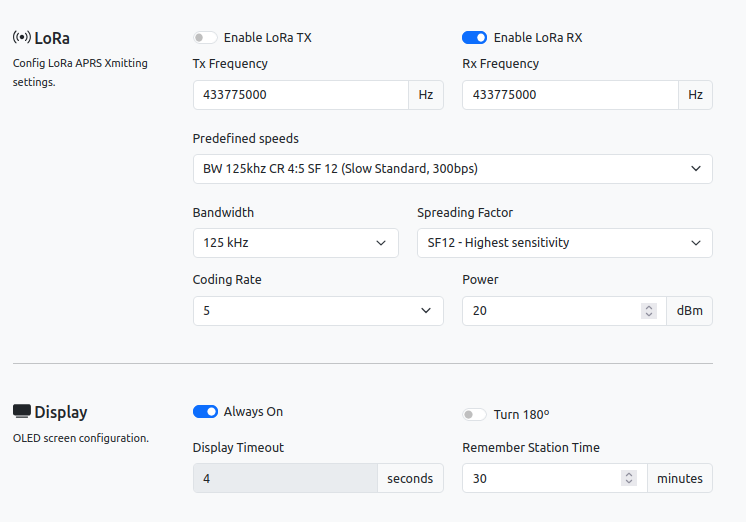 LoRa
Config LoRa APRS Xmitting
settings.
Enable LoRa TX
Enable LoRa RX
Tx Frequency
Rx Frequency
433775000 Hz
433775000 Hz
Predefined speeds
BW 125khz CR 4:5 SF 12 (Slow Standard, 300bps)
Bandwidth
Spreading Factor
125 kHz
SF12 - Highest sensitivity
Coding Rate
Power
5
20 dBm
Display
OLED screen configuration.
Always On
Turn 180º
Display Timeout
Remember Station Time
4 seconds
30 minutes